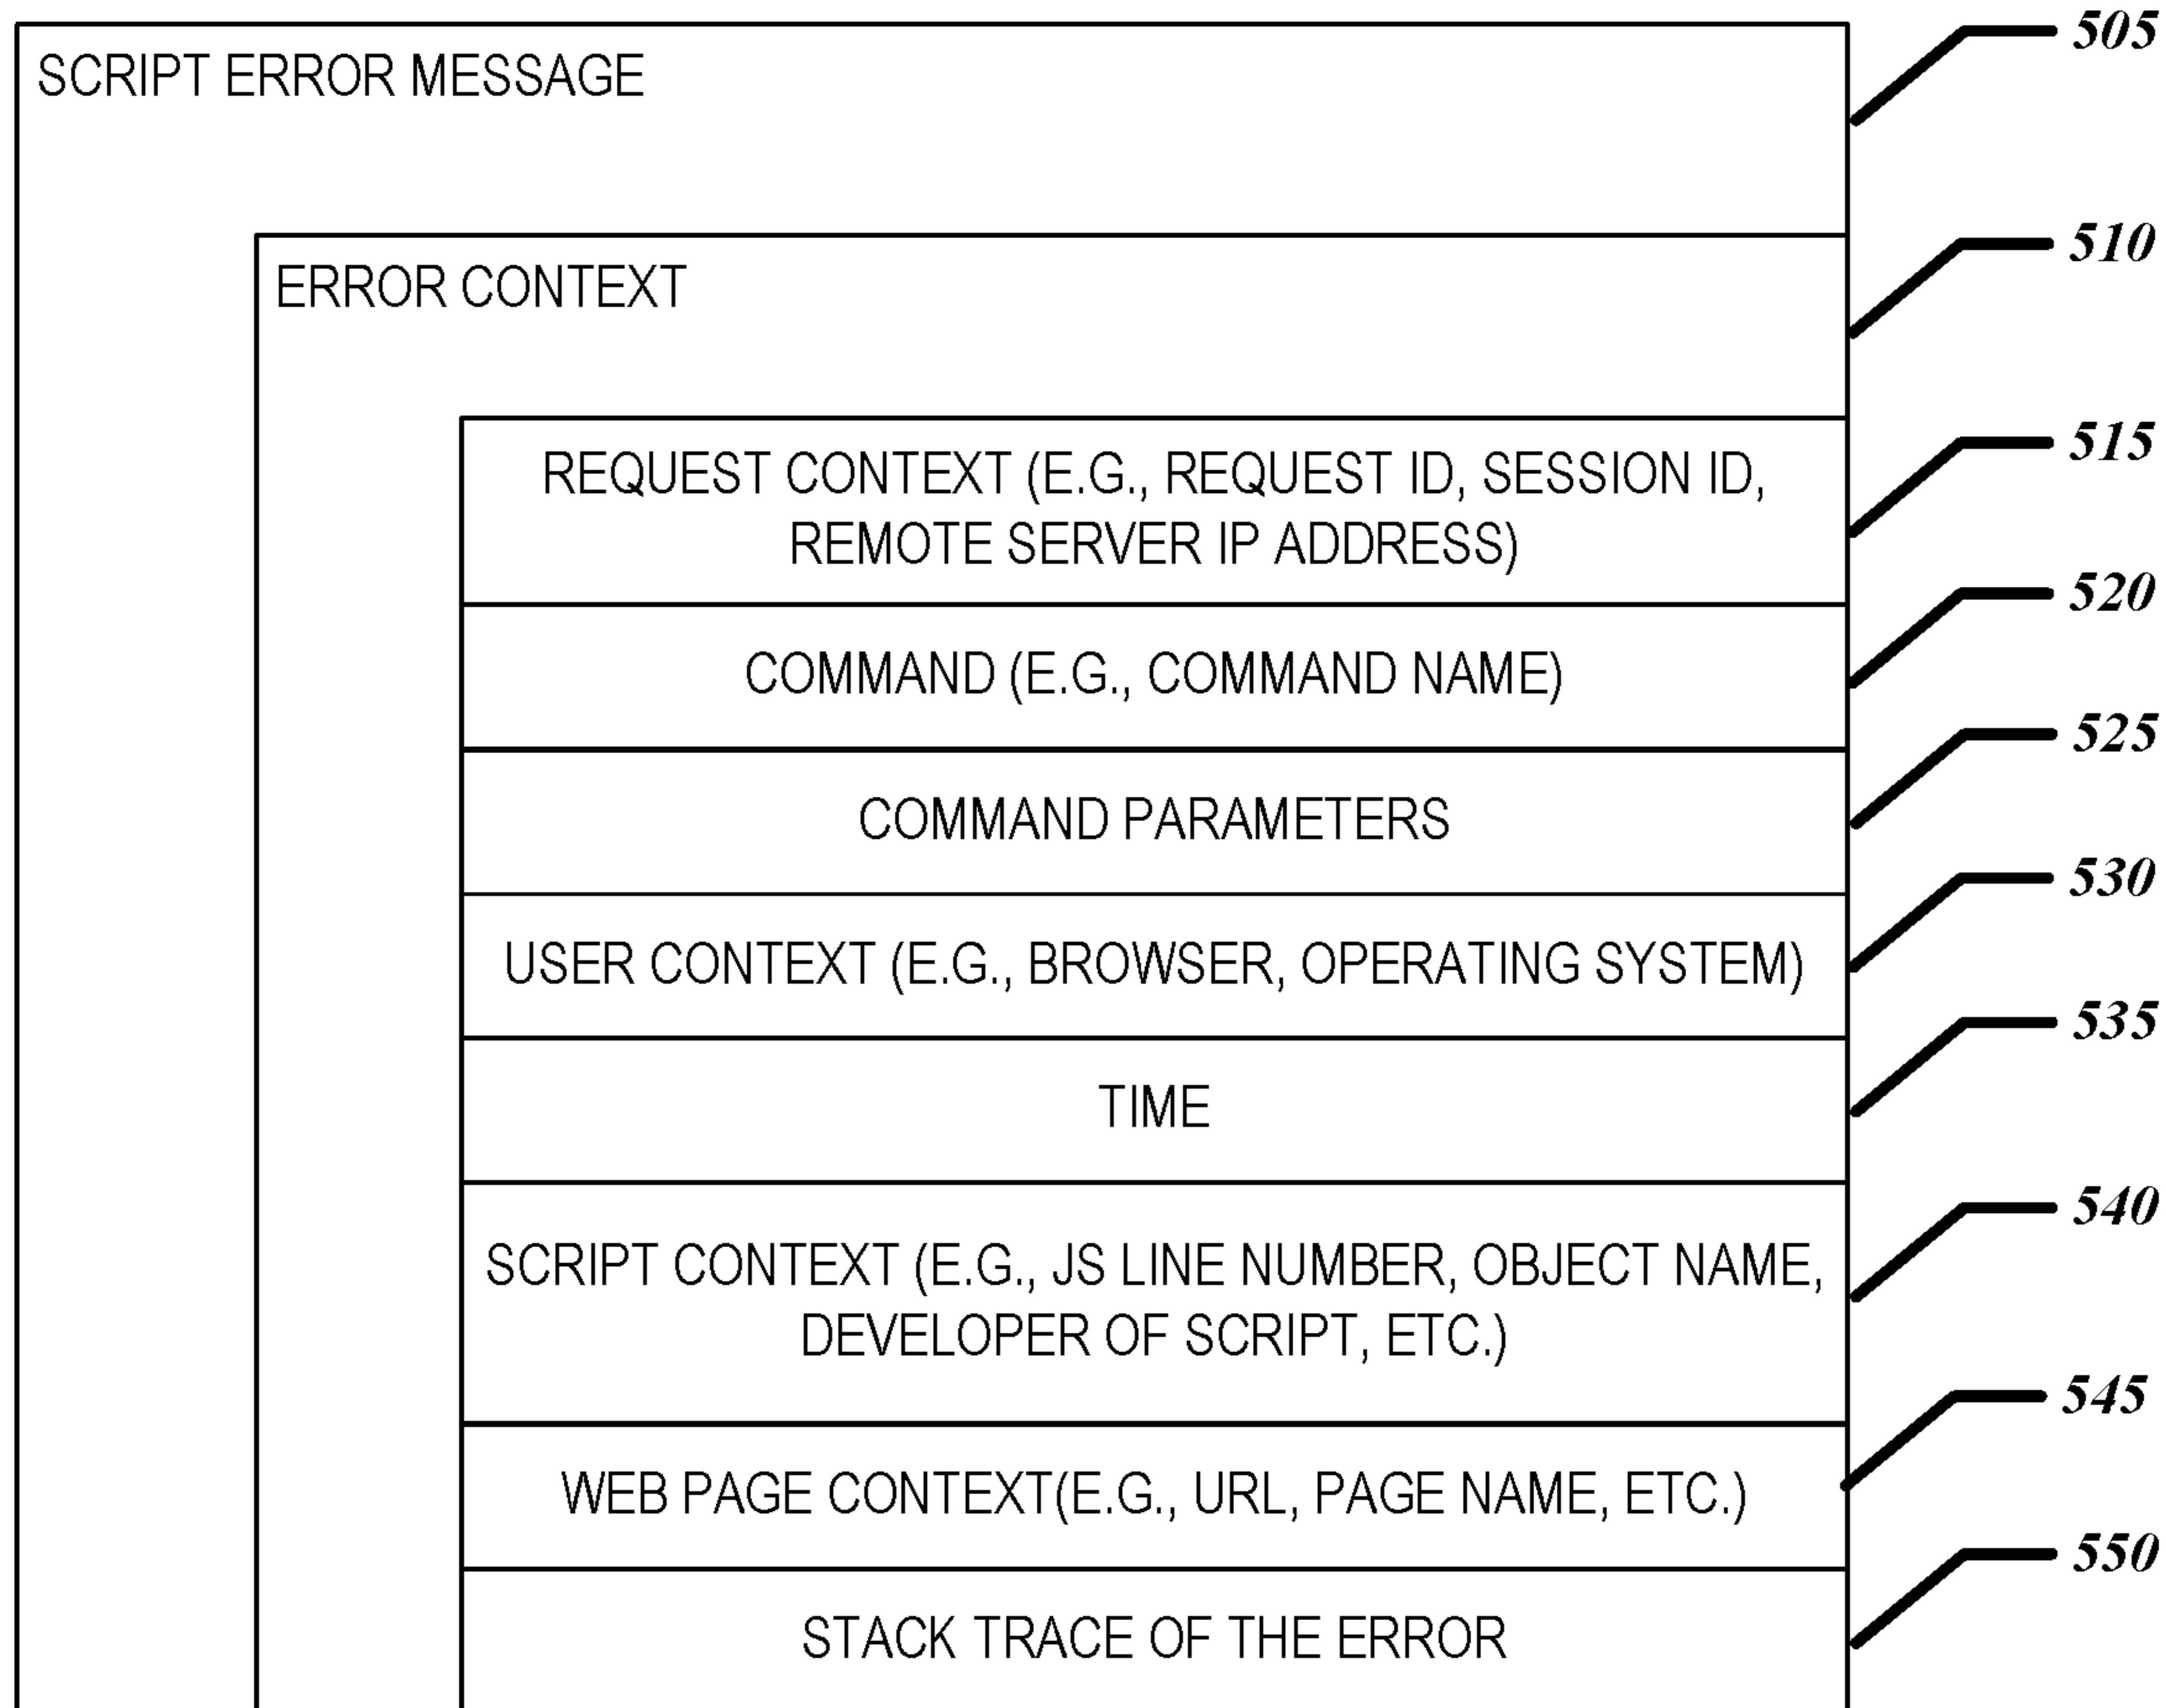 505
SCRIPT ERROR MESSAGE
510
ERROR CONTEXT
515
REQUEST CONTEXT (E.G., REQUEST ID, SESSION ID,
REMOTE SERVER IP ADDRESS)
520
COMMAND (E.G., COMMAND NAME)
525
COMMAND PARAMETERS
530
USER CONTEXT (E.G., BROWSER, OPERATING SYSTEM)
535
TIME
540
SCRIPT CONTEXT (E.G., JS LINE NUMBER, OBJECT NAME,
DEVELOPER OF SCRIPT, ETC.)
545
WEB PAGE CONTEXT(E.G., URL, PAGE NAME, ETC.)
550
STACK TRACE OF THE ERROR